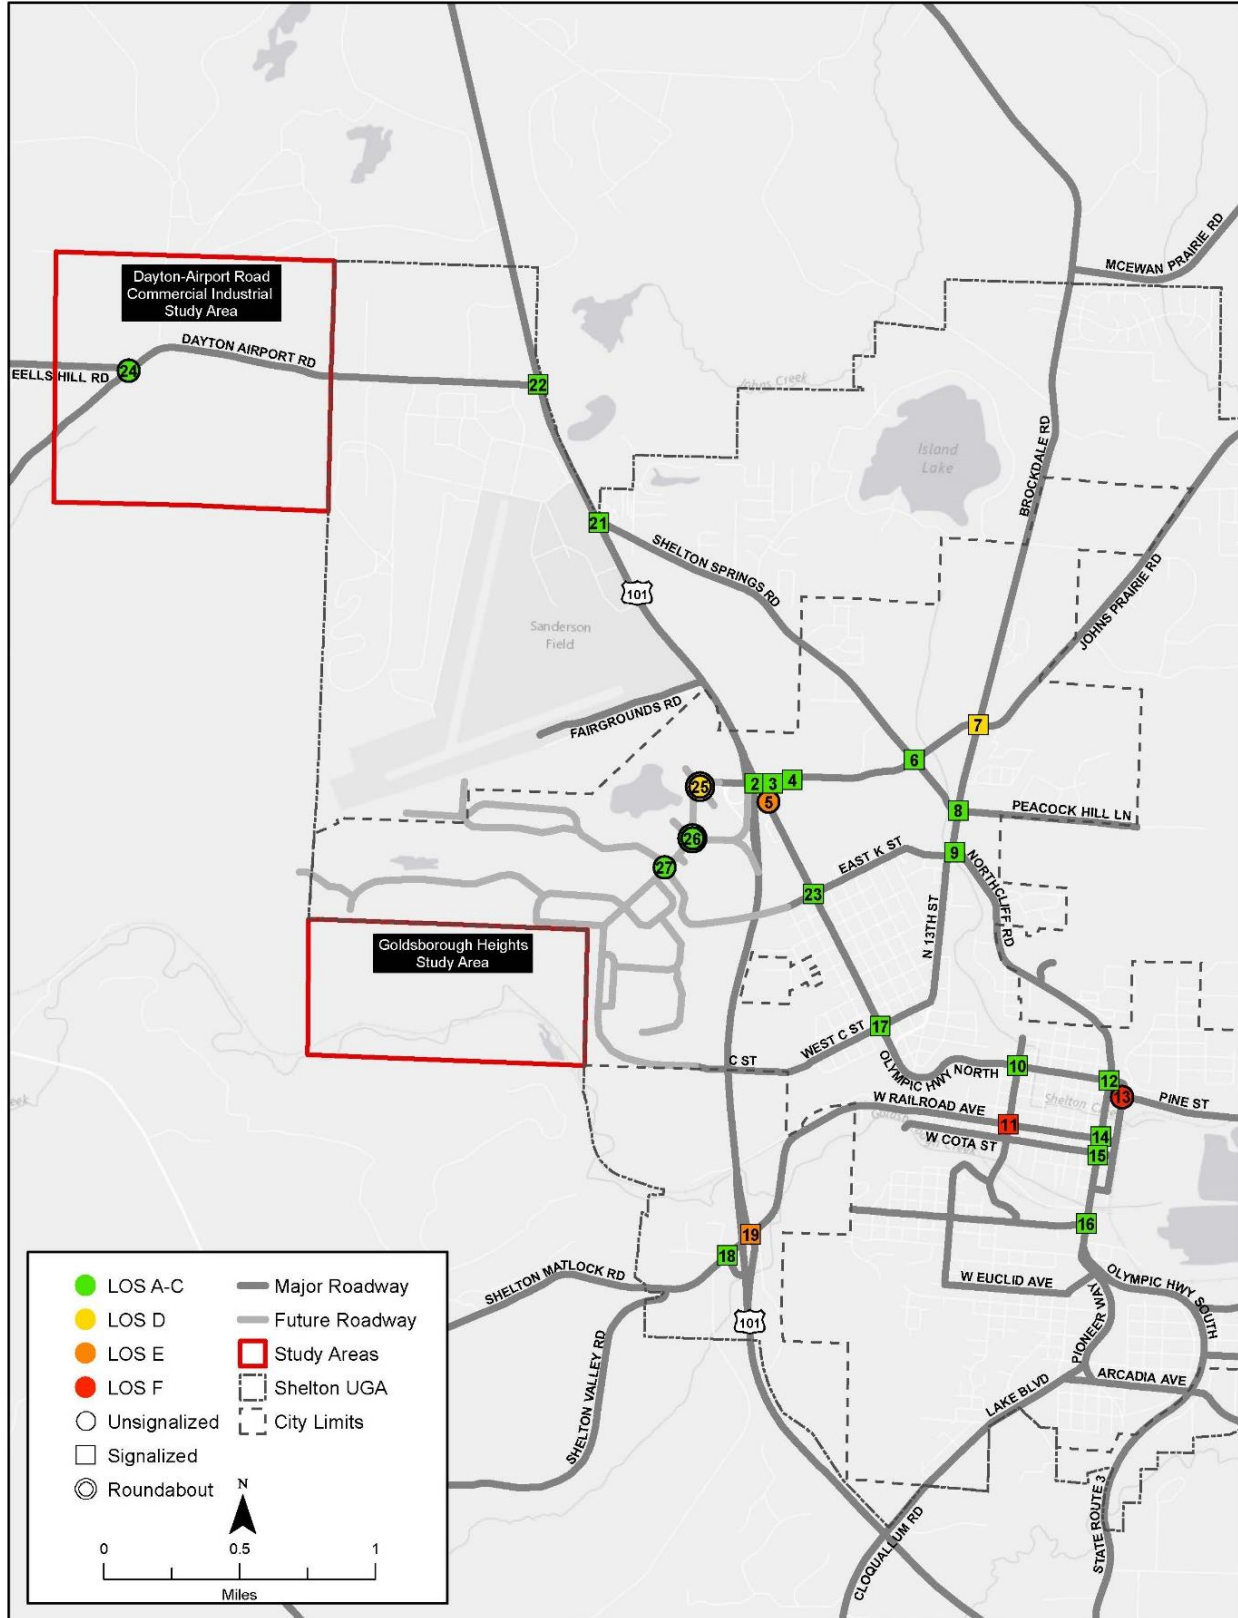 MCEWAN PRAIRIE RD
Dayton-Airport Road
Commercial Industrial
Study Area
DAYTON AIRPORT RD
EELLS HILL RD
24
22
Johns Creek
Island
Lake
BROCKDALE RD
21
SHELTON SPRINGS RD
101
JOHNS PRAIRIE RD
Sanderson
Field
FAIRGROUNDS RD
7
6
25
2
3
4
5
8
PEACOCK HILL LN
26
27
EAST K ST
9
NORTHCLIFF RD
23
N 13TH ST
Goldsborough Heights
Study Area
17
WEST C ST
C ST
OLYMPIC HWY NORTH
10
12
13
PINE ST
W RAILROAD AVE
Shelton Creek
11
14
W COTA ST
15
16
19
18
SHELTON MATLOCK RD
W EUCLID AVE
OLYMPIC HWY SOUTH
PIONEER WAY
101
SHELTON VALLEY RD
ARCADIA AVE
LAKE BLVD
CLOQUALLUM RD
STATE ROUTE 3
LOS A-C
LOS D
LOS E
LOS F
Unsignalized
Signalized
Roundabout
Major Roadway
Future Roadway
Study Areas
Shelton UGA
City Limits
N
0 0.5 1
Miles